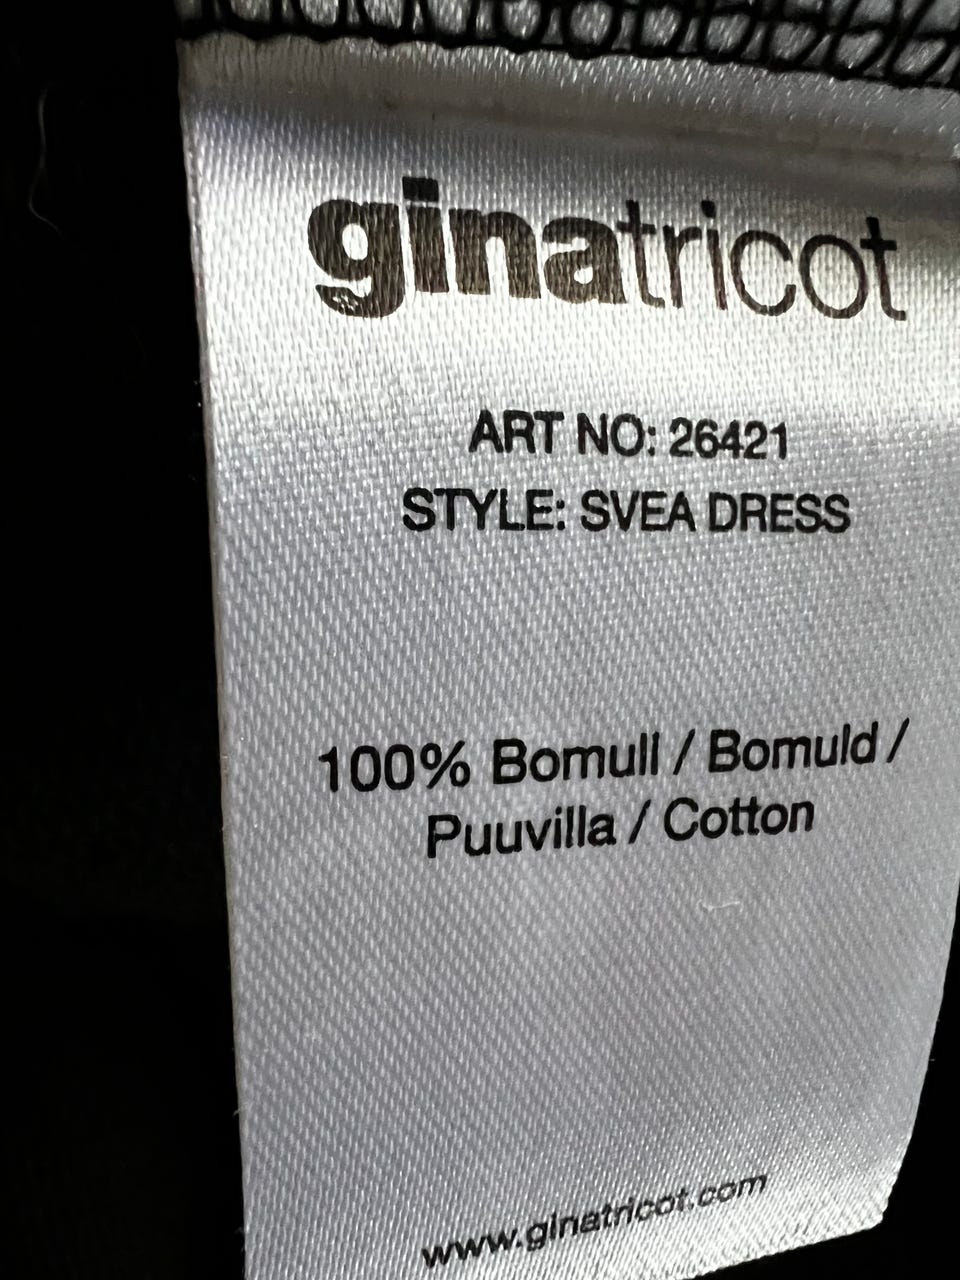 ginatricot
ART NO: 26421
STYLE: SVEA DRESS
100% Bomull / Bomuld /
Puuvilla / Cotton
www.ginatricot.com